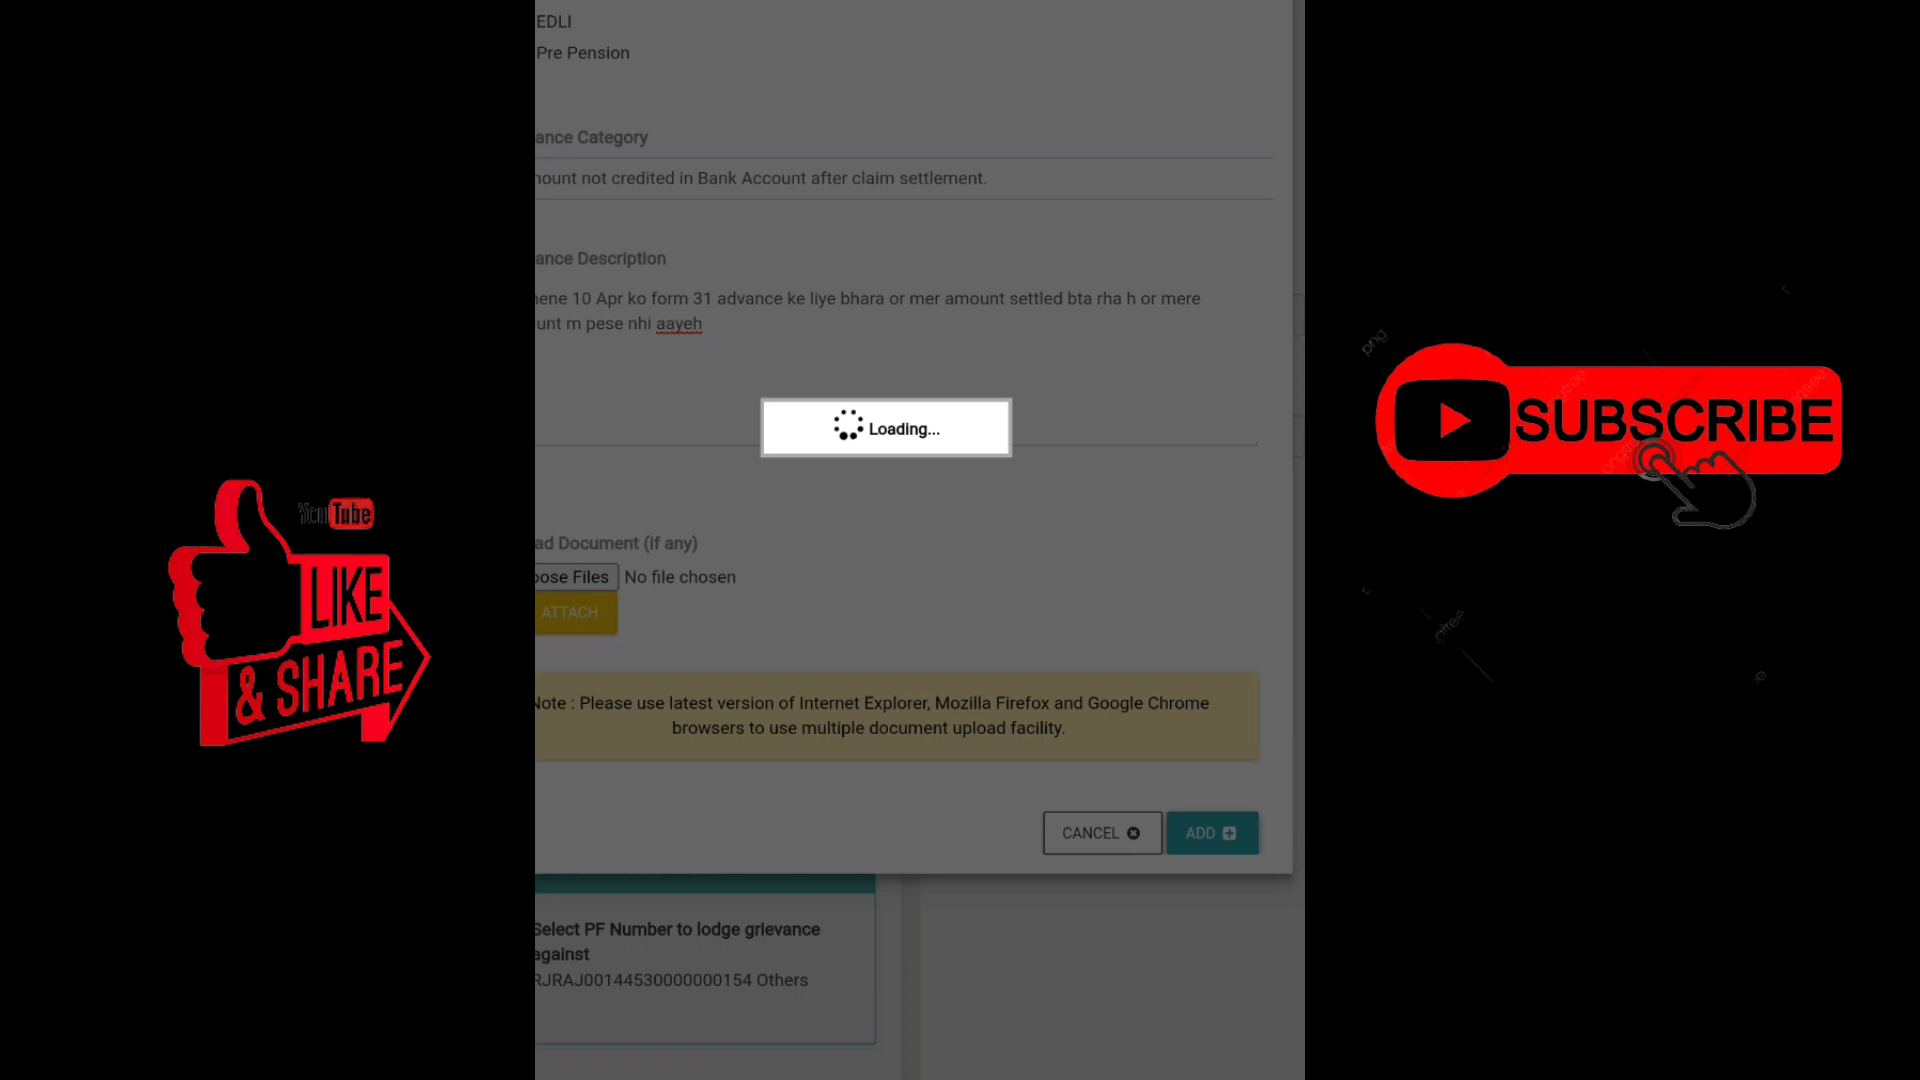 EDLI
Pre Pension
ance Category
nount not credited in Bank Account after claim settlement.
ance Description
nene 10 Apr ko form 31 advance ke liye bhara or mer amount settled bta rha h or mere
unt m pese nhi aayeh
Loading...
ad Document (if any)
oose Files No file chosen
ATTACH
Note : Please use latest version of Internet Explorer, Mozilla Firefox and Google Chrome
browsers to use multiple document upload facility.
CANCEL ADD
Select PF Number to lodge grievance
against
RJRAJ00144530000000154 Others
YouTube
LIKE
& SHARE
SUBSCRIBE